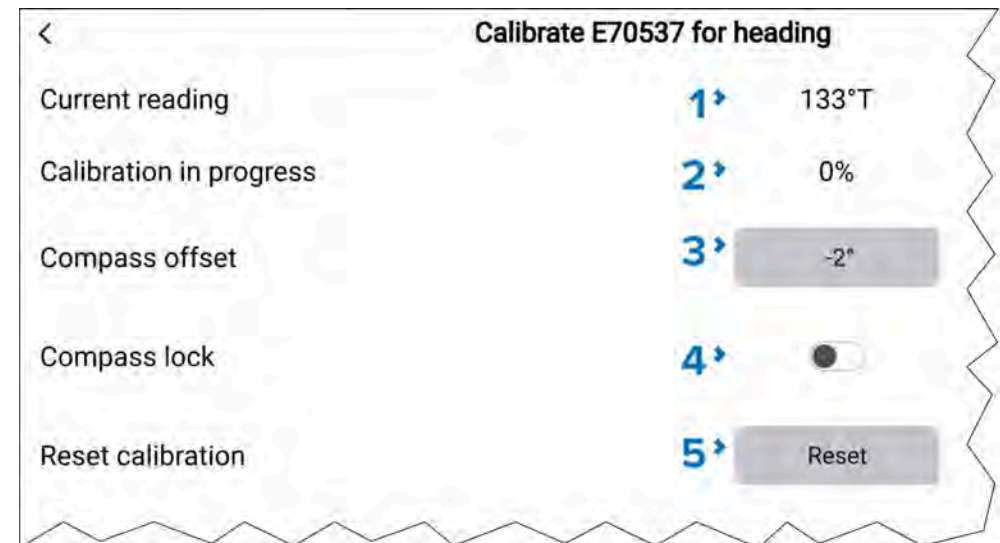 Calibrate E70537 for heading
Current reading 1 133°T
Calibration in progress 2 0%
Compass offset 3 -2°
Compass lock 4
Reset calibration 5 Reset